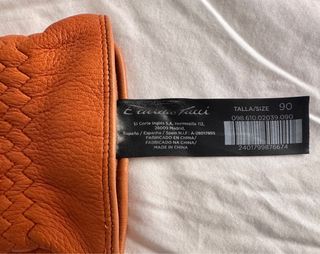 Emidio Tucci
El Corte Inglés S.A. Hermosilla 112,
28009 Madrid.
España / Espanha / Spain N.I.F. A-28017895
FABRICADO EN CHINA/
FABRICADO NA CHINA/
MADE IN CHINA
TALLA/SIZE 90
098.610.02039.090
2401799876674